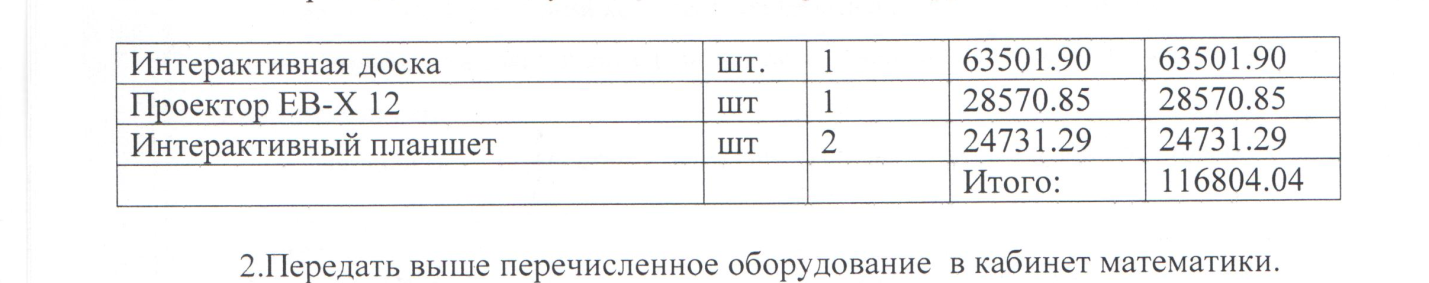 Интерактивная доска шт. 1 63501.90 63501.90
Проектор EB-X 12 шт 1 28570.85 28570.85
Интерактивный планшет шт 2 24731.29 24731.29
Итого: 116804.04
2.Передать выше перечисленное оборудование в кабинет математики.